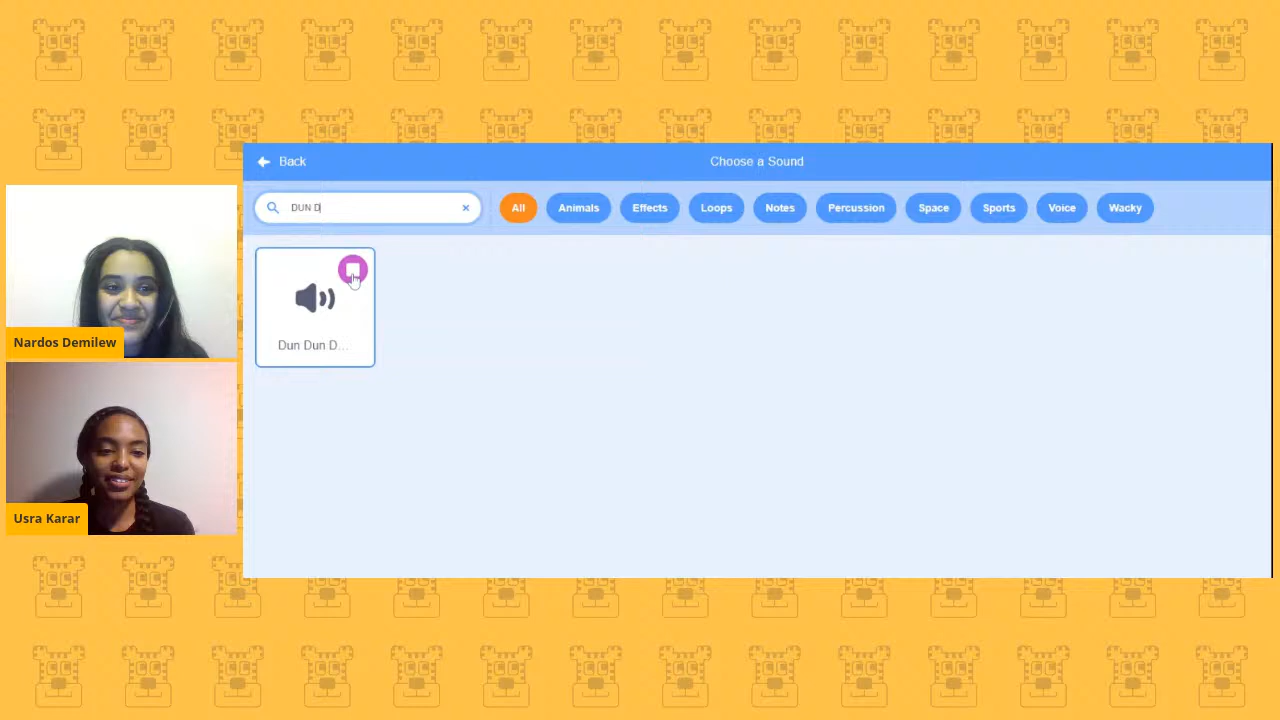 Back
Choose a Sound
DUN D
All
Animals
Effects
Loops
Notes
Percussion
Space
Sports
Voice
Wacky
Dun Dun D...
Nardos Demilew
Usra Karar